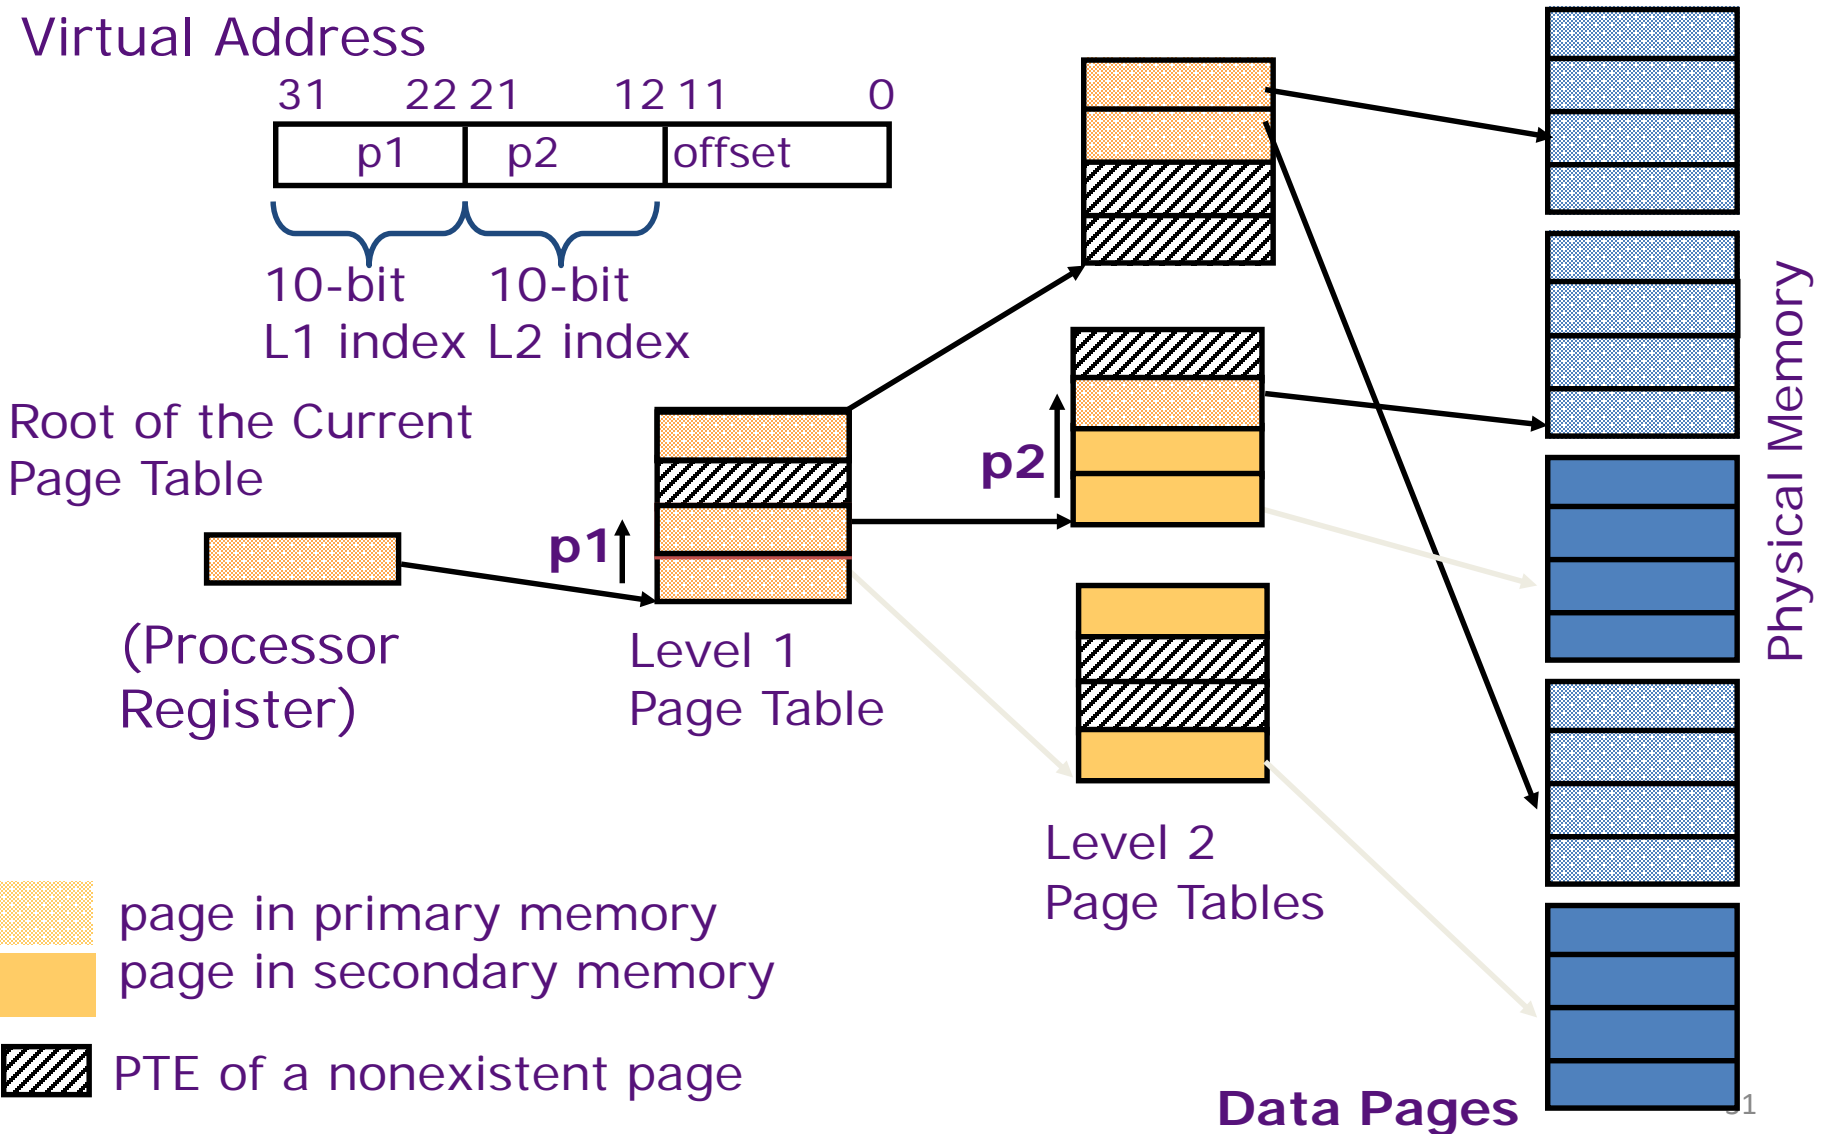 Virtual Address
31 22 21 12 11 0
p1 p2 offset
10-bit 10-bit
L1 index L2 index
Root of the Current
Page Table
(Processor
Register)
p1
Level 1
Page Table
p2
Level 2
Page Tables
Physical Memory
page in primary memory
page in secondary memory
PTE of a nonexistent page
Data Pages